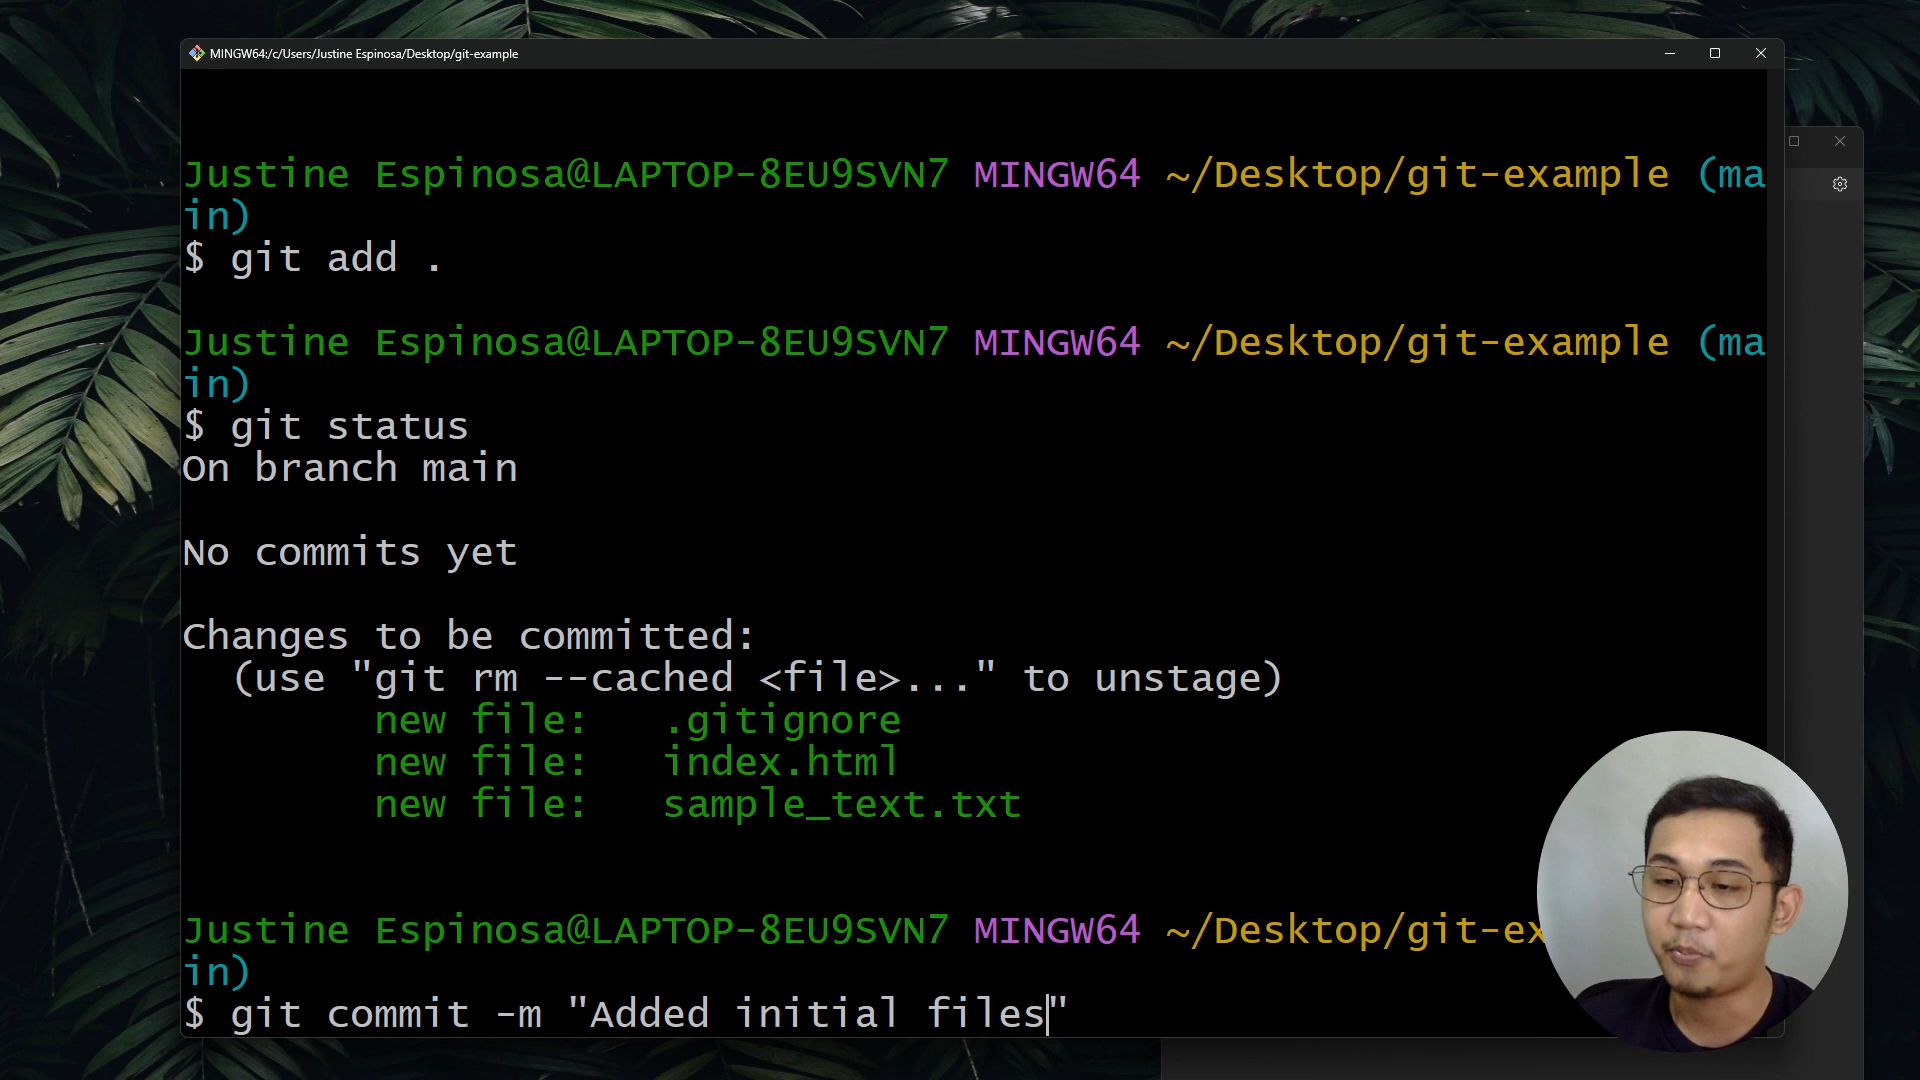 MINGW64:/c/Users/Justine Espinosa/Desktop/git-example
Justine Espinosa@LAPTOP-8EU9SVN7 MINGW64 ~/Desktop/git-example (ma
in)
$ git add .
Justine Espinosa@LAPTOP-8EU9SVN7 MINGW64 ~/Desktop/git-example (ma
in)
$ git status
On branch main
No commits yet
Changes to be committed:
(use "git rm --cached <file>..." to unstage)
new file:   .gitignore
new file:   index.html
new file:   sample_text.txt
Justine Espinosa@LAPTOP-8EU9SVN7 MINGW64 ~/Desktop/git-ex
in)
$ git commit -m "Added initial files"